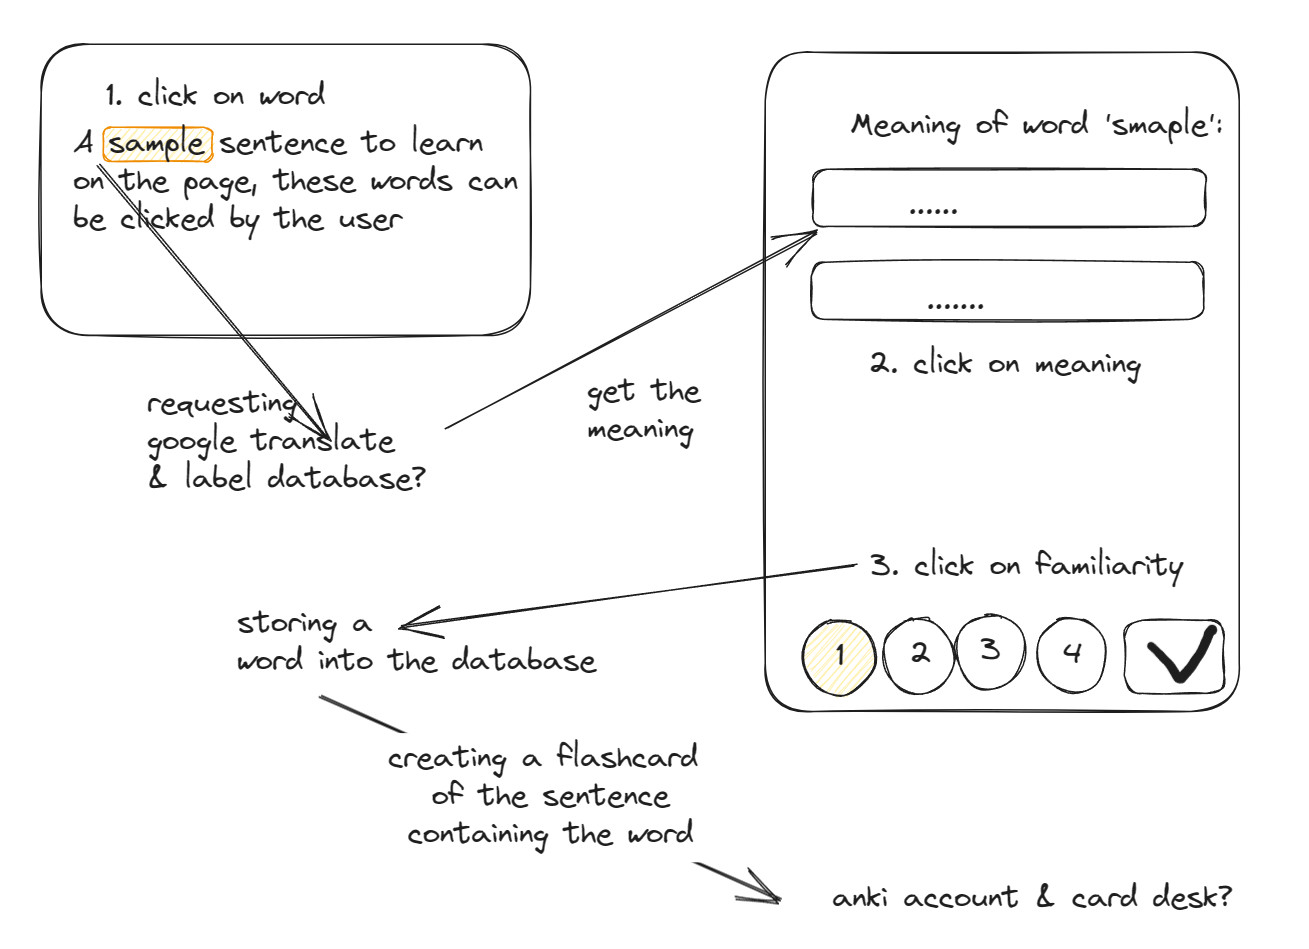 1. click on word
A sample sentence to learn
on the page, these words can
be clicked by the user
requesting
google translate
& label database?
get the
meaning
Meaning of word 'smaple':
......
.......
2. click on meaning
3. click on familiarity
1 2 3 4
storing a
word into the database
creating a flashcard
of the sentence
containing the word
anki account & card desk?